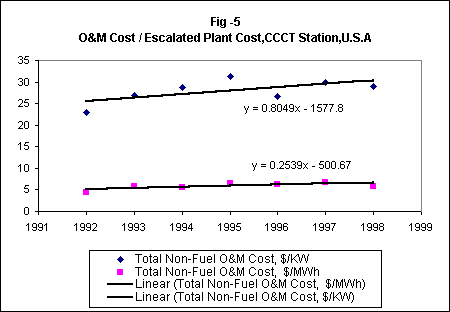 Fig -5
O&M Cost / Escalated Plant Cost,CCCT Station,U.S.A
35
30
25
20
15
10
5
0
y = 0.8049x - 1577.8
y = 0.2539x - 500.67
1991 1992 1993 1994 1995 1996 1997 1998 1999
Total Non-Fuel O&M Cost, $/KW
Total Non-Fuel O&M Cost, $/MWh
Linear (Total Non-Fuel O&M Cost, $/MWh)
Linear (Total Non-Fuel O&M Cost, $/KW)